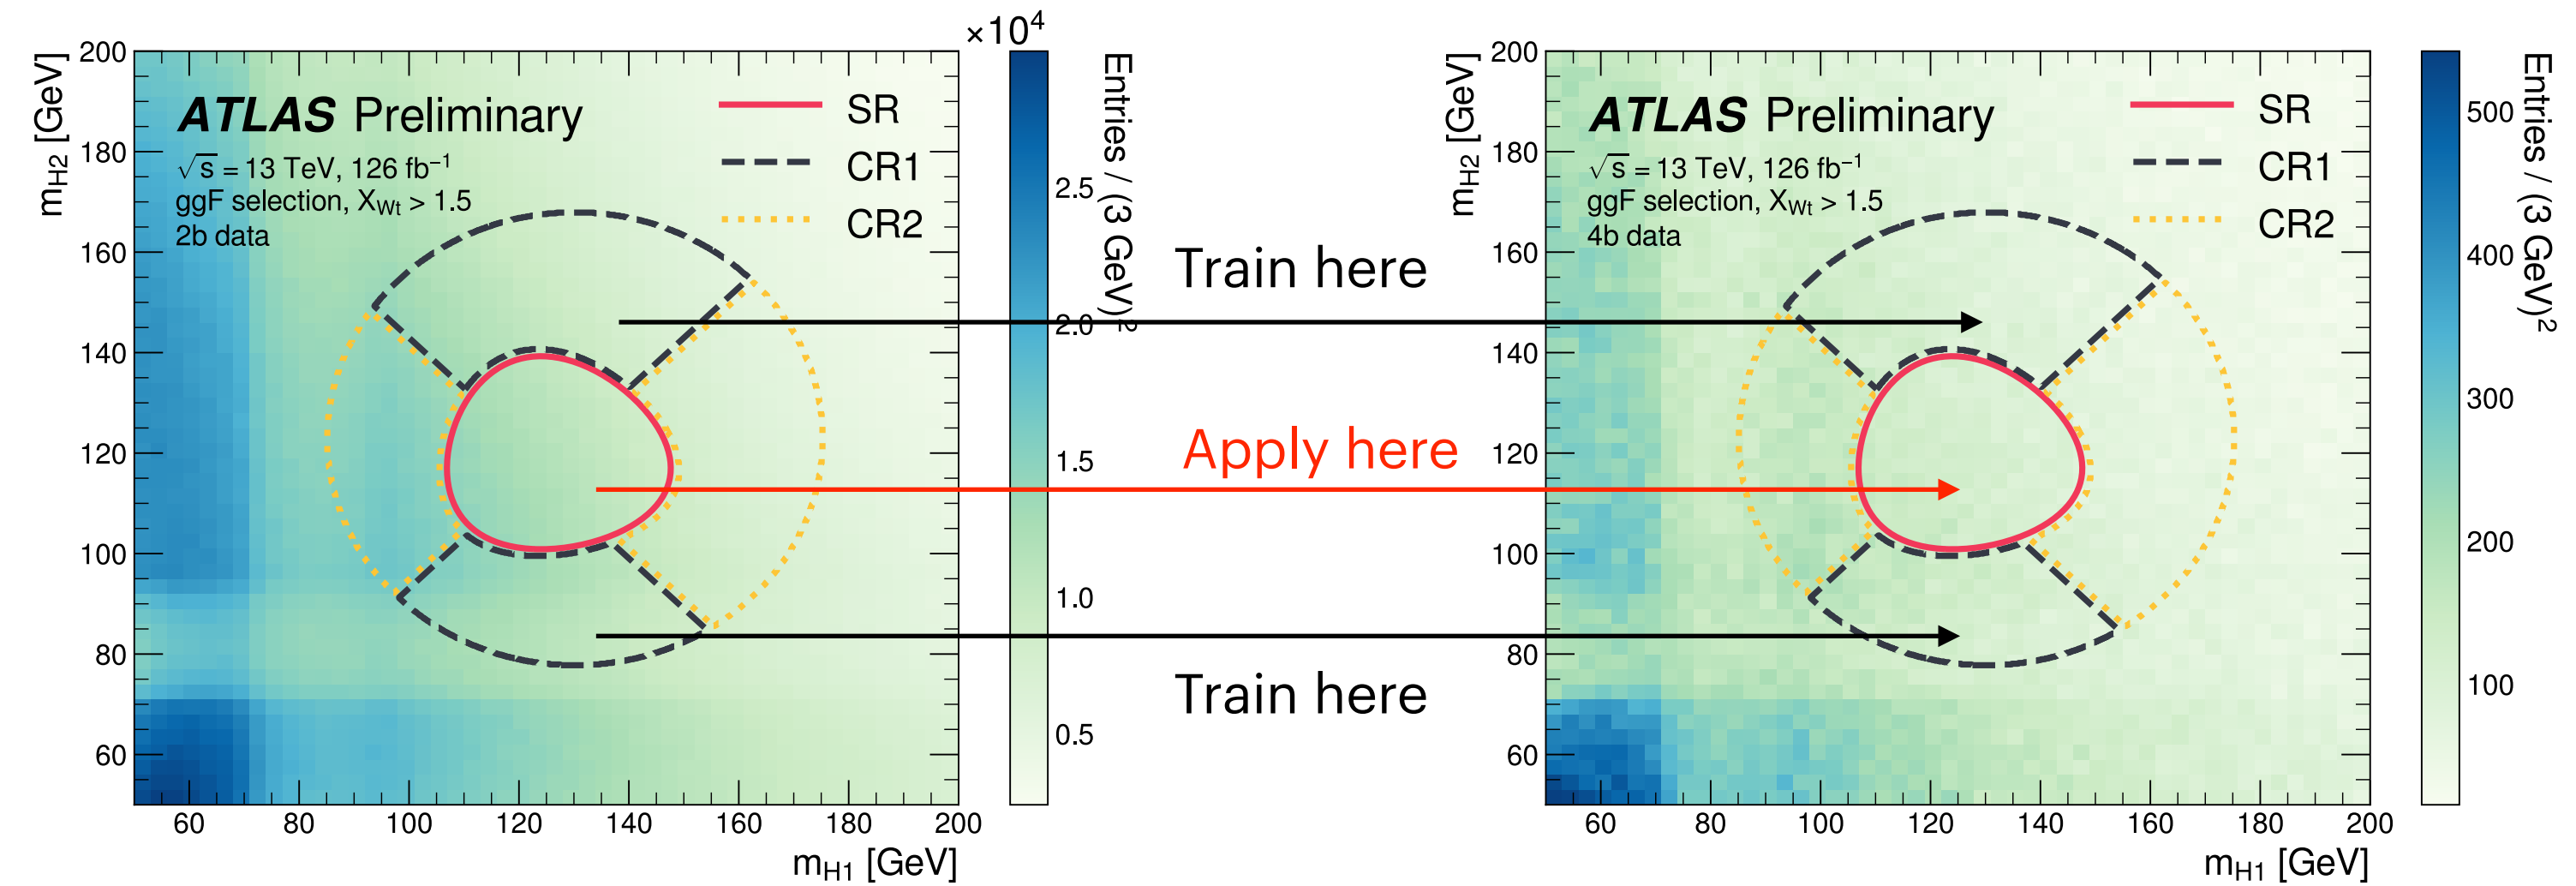 ×10⁴
200
180
160
140
120
100
80
60
m_H2 [GeV]
ATLAS Preliminary
√s = 13 TeV, 126 fb⁻¹
ggF selection, X_Wt > 1.5
2b data
SR
CR1
CR2
60 80 100 120 140 160 180 200
m_H1 [GeV]
2.5
2.0
1.5
1.0
0.5
Entries / (3 GeV)²
Train here
Apply here
Train here
200
180
160
140
120
100
80
60
m_H2 [GeV]
ATLAS Preliminary
√s = 13 TeV, 126 fb⁻¹
ggF selection, X_Wt > 1.5
4b data
SR
CR1
CR2
60 80 100 120 140 160 180 200
m_H1 [GeV]
500
400
300
200
100
Entries / (3 GeV)²